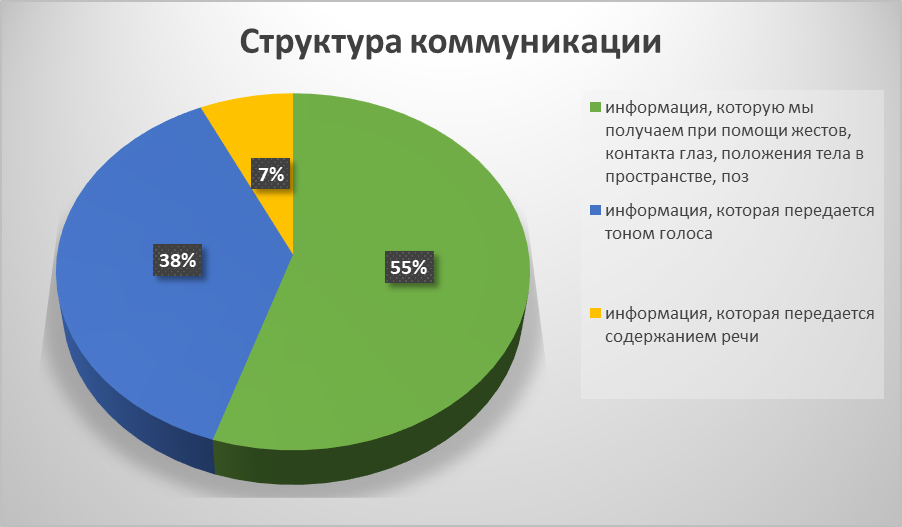 Структура коммуникации
7%
38%
55%
информация, которую мы
получаем при помощи жестов,
контакта глаз, положения тела в
пространстве, поз
информация, которая передается
тоном голоса
информация, которая передается
содержанием речи